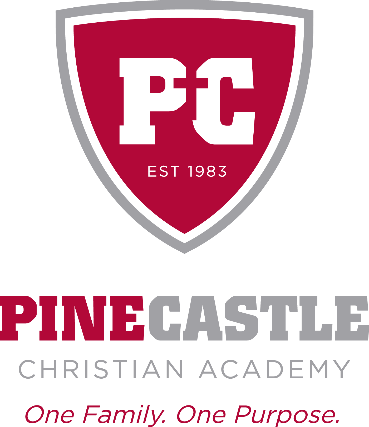 PC
EST 1983
PINECASTLE
CHRISTIAN ACADEMY
One Family. One Purpose.